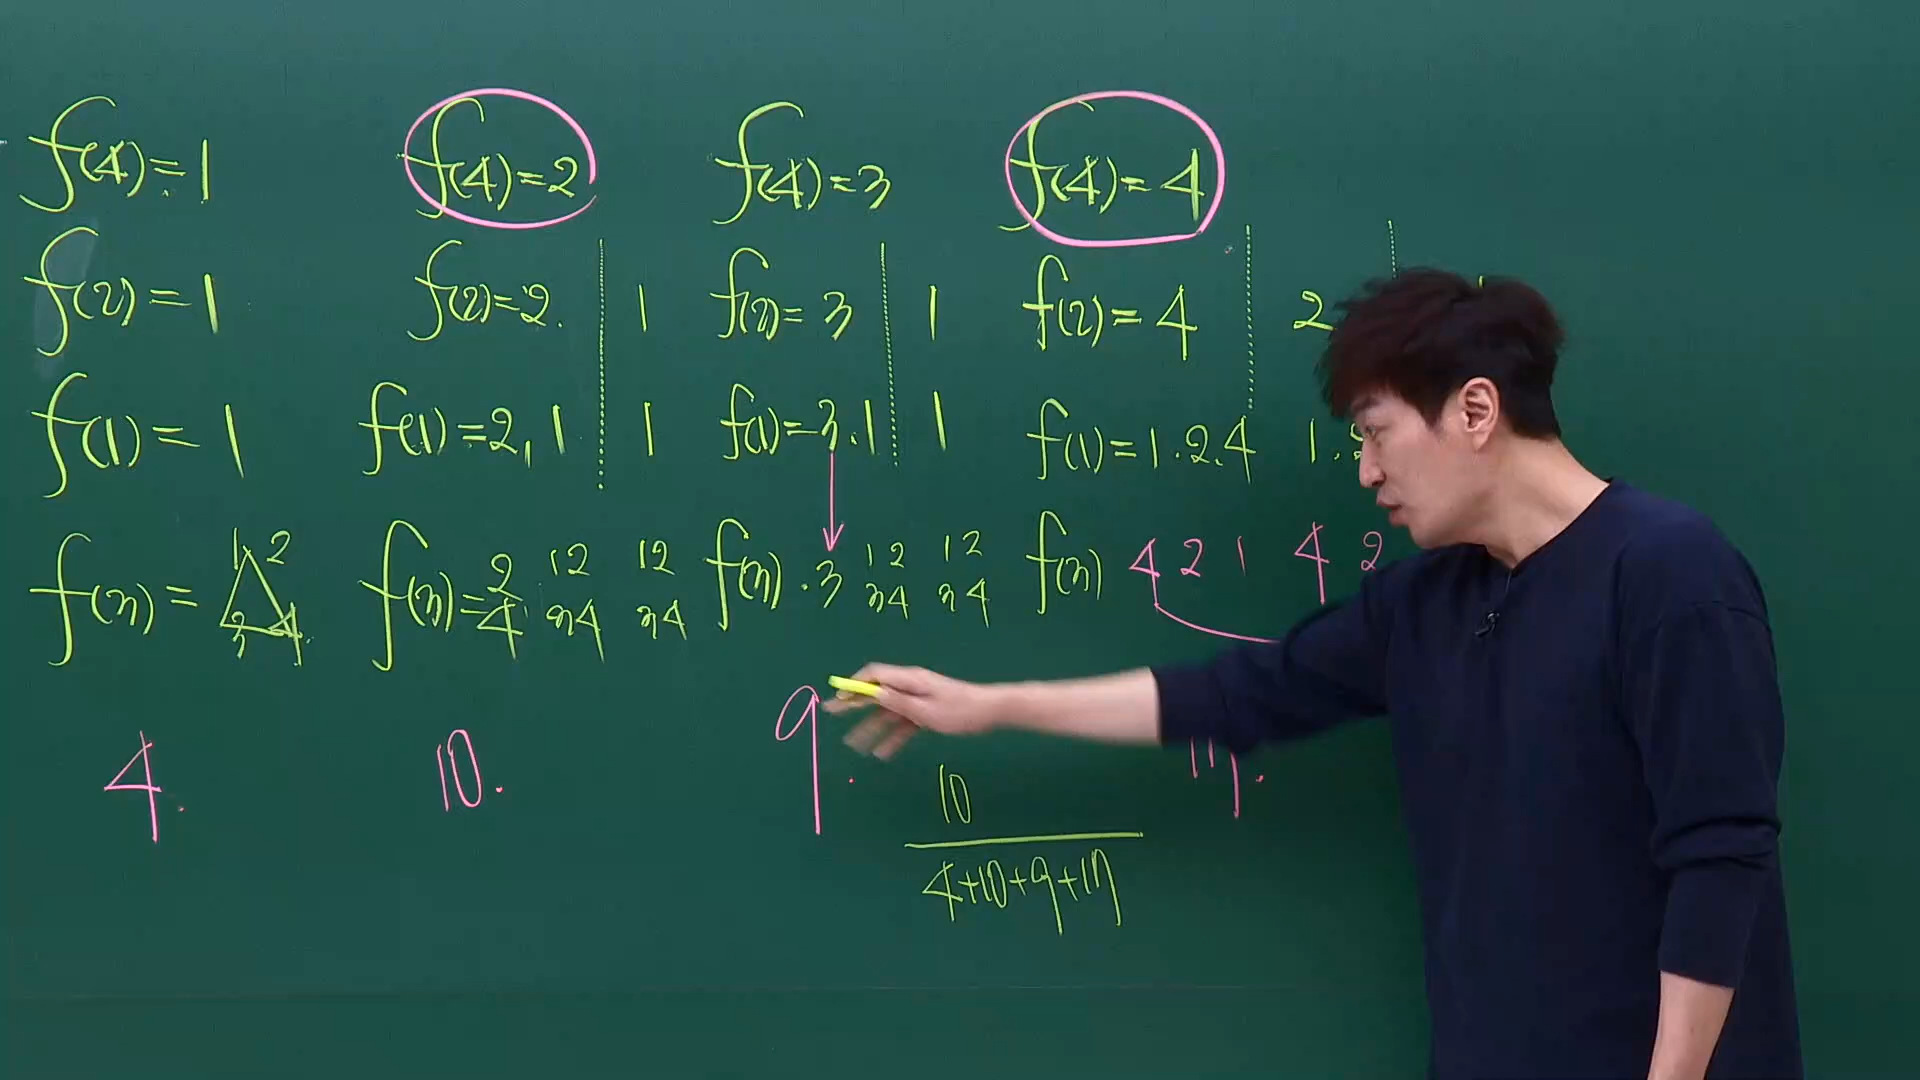 f(4)=1 f(4)=2 f(4)=3 f(4)=4
f(2)=1 f(2)=2. 1 f(2)=3 1 f(2)=4 2
f(1)=1 f(1)=2,1 1 f(1)=3.1 1 f(1)=1.2.4 1.
f(3)= 1 2 3 4 f(3)= 2 4 1 2 3 4 1 2 3 4 f(3) . 3 1 2 3 4 1 2 3 4 f(3) 4 2 1 4 2
4. 10. 9.
10
4+10+9+17